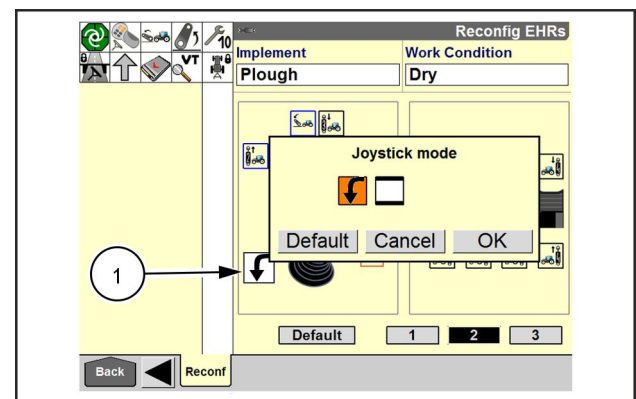 Reconfig EHRs
10
VT
Implement
Work Condition
Plough
Dry
Joystick mode
Default
Cancel
OK
1
Default
1
2
3
Back
Reconf